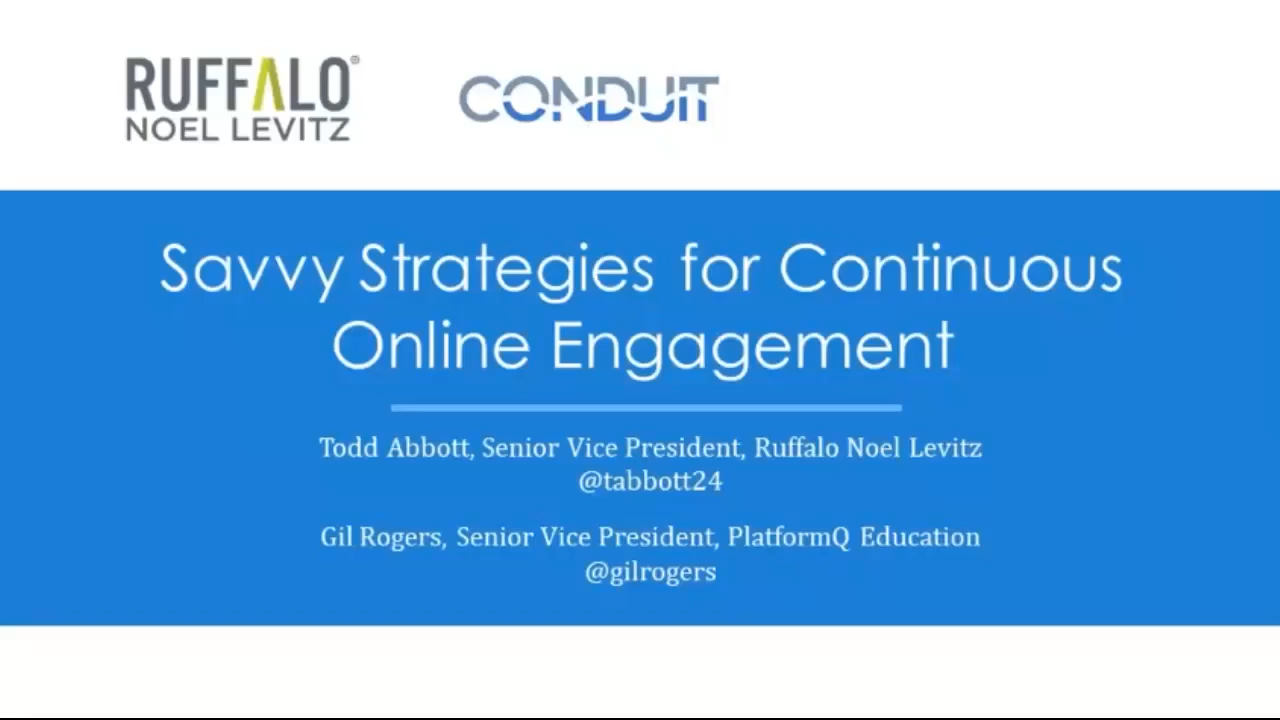 RUFFALO®
NOEL LEVITZ
CONDUIT
Savvy Strategies for Continuous
Online Engagement
Todd Abbott, Senior Vice President, Ruffalo Noel Levitz
@tabbott24
Gil Rogers, Senior Vice President, PlatformQ Education
@gilrogers